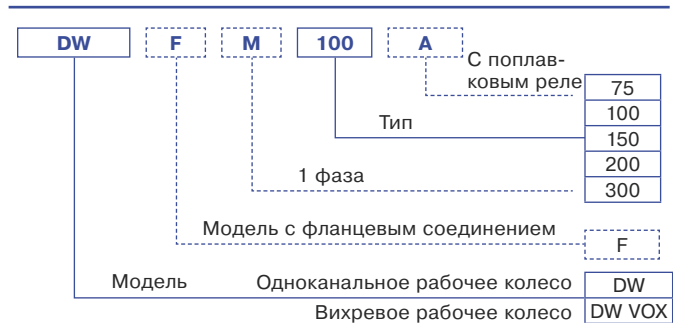 DW F M 100 A
С поплав-
ковым реле
75
100
Тип
150
200
1 фаза
300
Модель с фланцевым соединением
F
Модель Одноканальное рабочее колесо DW
Вихревое рабочее колесо DW VOX